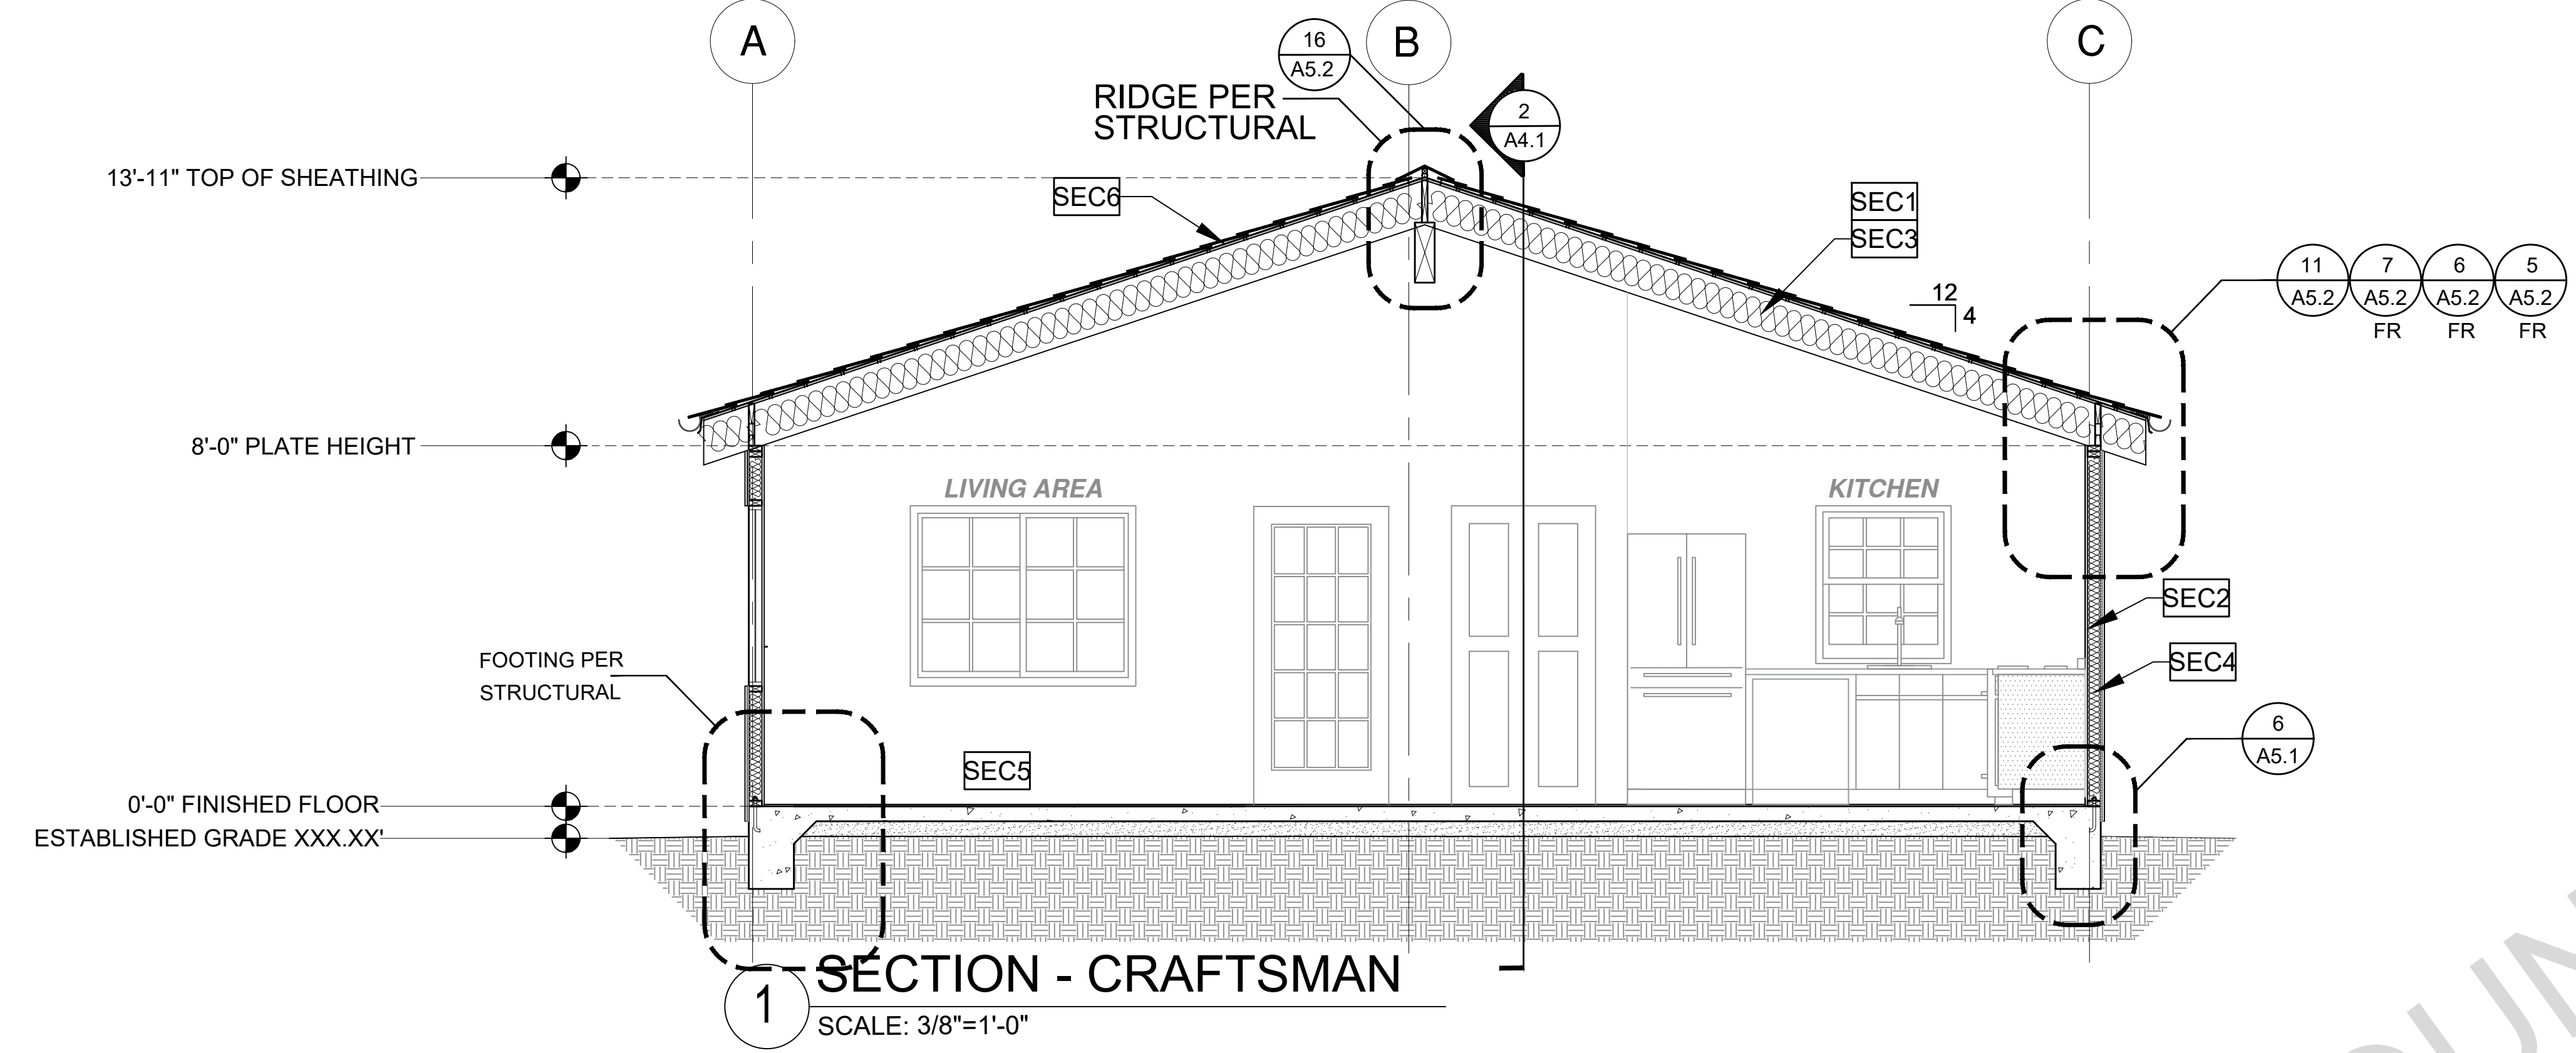 A
B
C
16
A5.2
RIDGE PER
STRUCTURAL
2
A4.1
13'-11" TOP OF SHEATHING
SEC6
SEC1
SEC3
12
4
11
A5.2
7
A5.2
FR
6
A5.2
FR
5
A5.2
FR
8'-0" PLATE HEIGHT
LIVING AREA
KITCHEN
SEC2
FOOTING PER
STRUCTURAL
SEC4
6
A5.1
SEC5
0'-0" FINISHED FLOOR
ESTABLISHED GRADE XXX.XX'
1
SECTION - CRAFTSMAN
SCALE: 3/8"=1'-0"